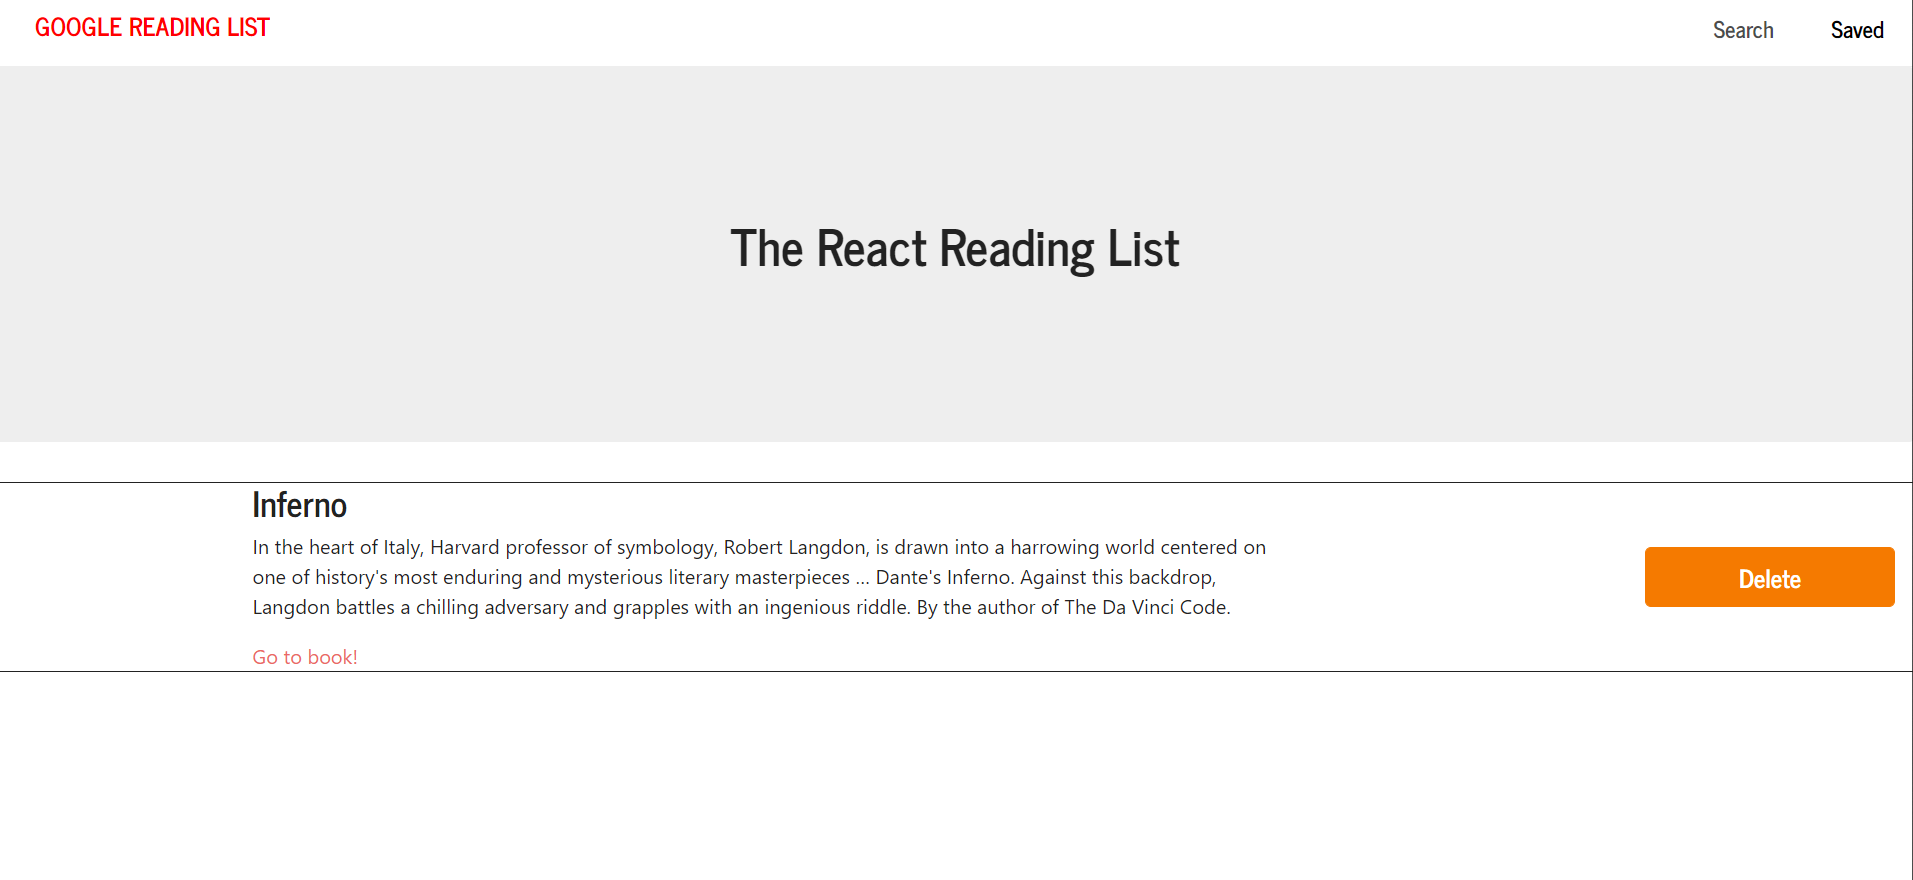 GOOGLE READING LIST
Search
Saved
The React Reading List
Inferno
In the heart of Italy, Harvard professor of symbology, Robert Langdon, is drawn into a harrowing world centered on
one of history's most enduring and mysterious literary masterpieces ... Dante's Inferno. Against this backdrop,
Langdon battles a chilling adversary and grapples with an ingenious riddle. By the author of The Da Vinci Code.
Delete
Go to book!